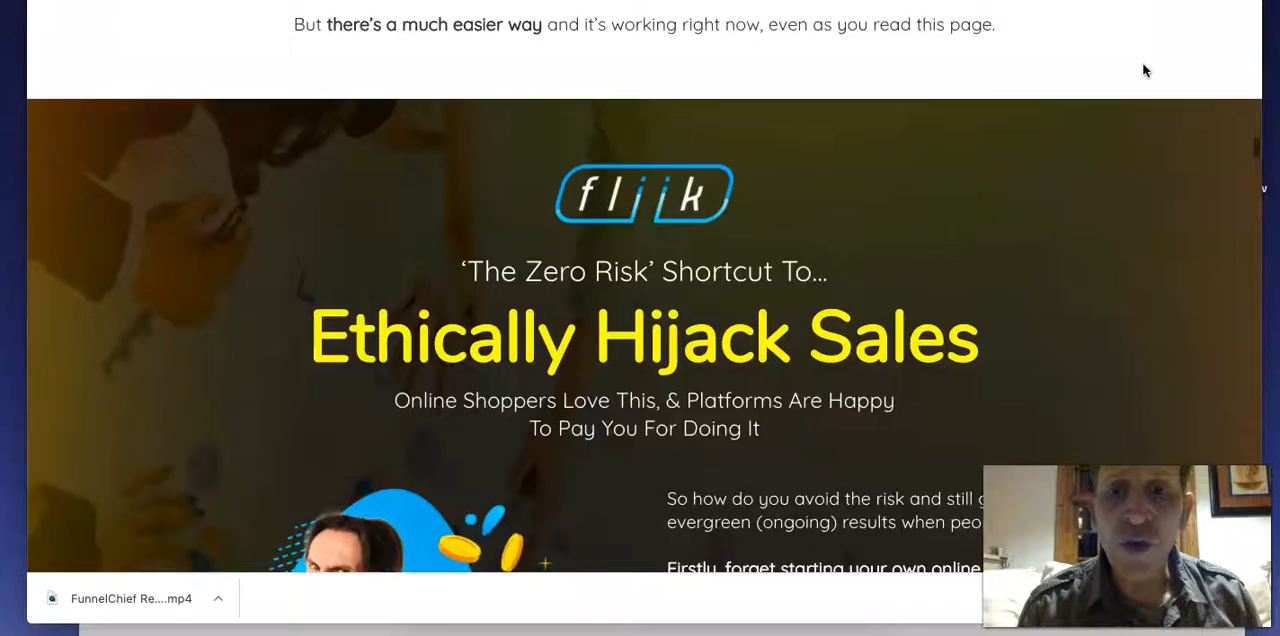 But there's a much easier way and it's working right now, even as you read this page.
flijk
‘The Zero Risk’ Shortcut To...
Ethically Hijack Sales
Online Shoppers Love This, & Platforms Are Happy
To Pay You For Doing It
So how do you avoid the risk and still
evergreen (ongoing) results when
Firstly, forget starting your own online
FunnelChief Re....mp4